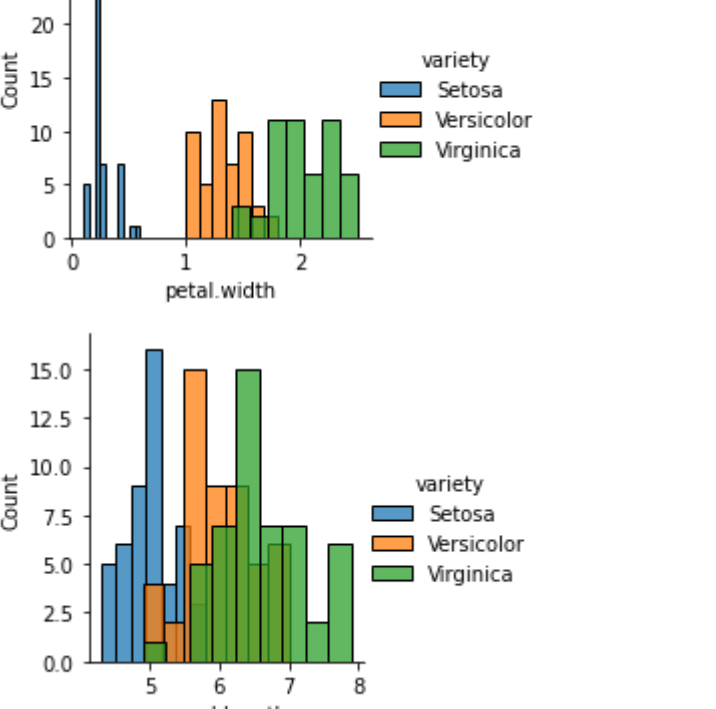 20
15
10
5
0
Count
0 1 2
petal.width
variety
Setosa
Versicolor
Virginica
15.0
12.5
10.0
7.5
5.0
2.5
0.0
Count
5 6 7 8
variety
Setosa
Versicolor
Virginica